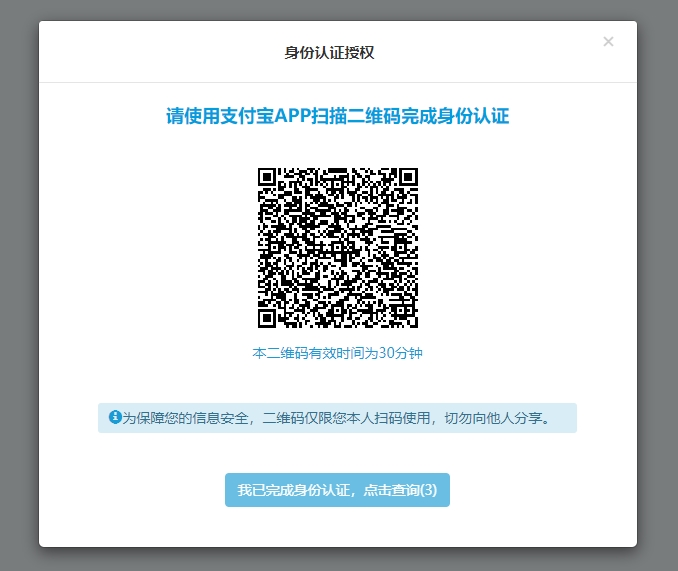 身份认证授权
×
请使用支付宝APP扫描二维码完成身份认证
本二维码有效时间为30分钟
为保障您的信息安全，二维码仅限您本人扫码使用，切勿向他人分享。
我已完成身份认证，点击查询(3)